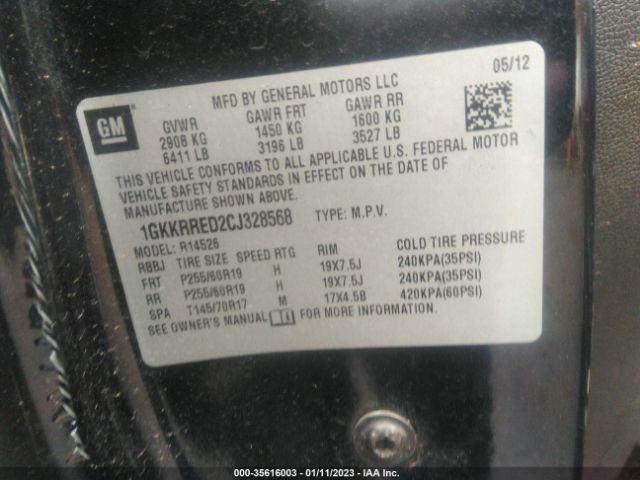 MFD BY GENERAL MOTORS LLC 05/12
GM
GVWR GAWR FRT GAWR RR
2908 KG 1450 KG 1600 KG
6411 LB 3196 LB 3527 LB
THIS VEHICLE CONFORMS TO ALL APPLICABLE U.S. FEDERAL MOTOR
VEHICLE SAFETY STANDARDS IN EFFECT ON THE DATE OF
MANUFACTURE SHOWN ABOVE.
1GKKRRED2CJ328568 TYPE: M.P.V.
MODEL: R14526
RBBJ TIRE SIZE SPEED RTG RIM COLD TIRE PRESSURE
FRT P255/60R19 H 19X7.5J 240KPA(35PSI)
RR P255/60R19 H 19X7.5J 240KPA(35PSI)
SPA T145/70R17 M 17X4.5B 420KPA(60PSI)
SEE OWNER'S MANUAL FOR MORE INFORMATION.
000-35616003 - 01/11/2023 - IAA Inc.